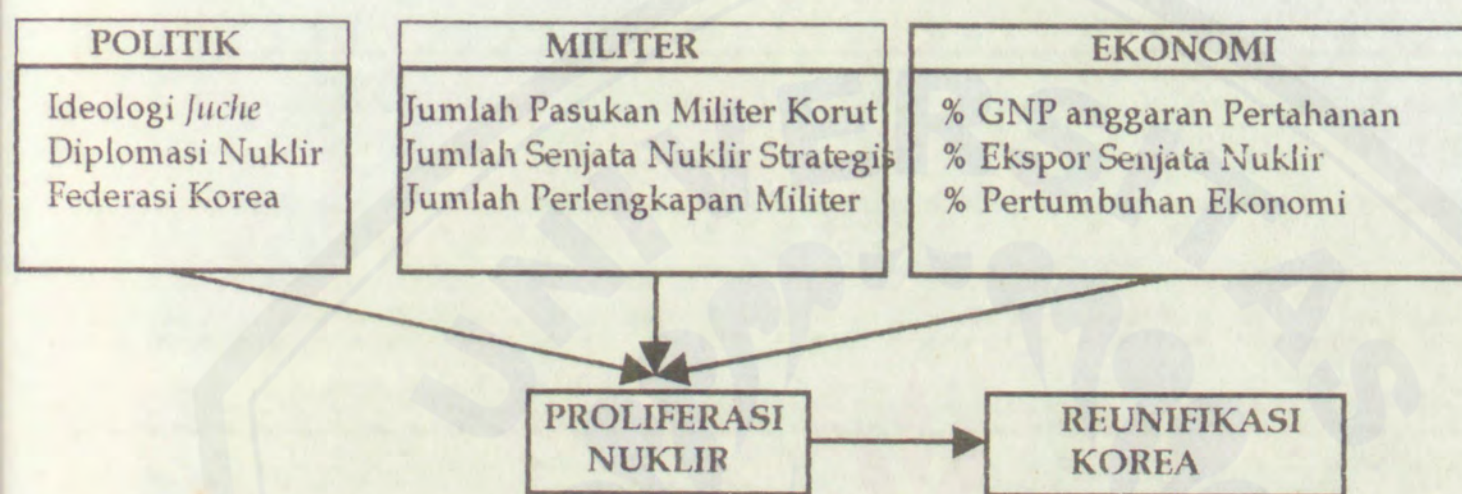 POLITIK
Ideologi Juche
Diplomasi Nuklir
Federasi Korea
MILITER
Jumlah Pasukan Militer Korut
Jumlah Senjata Nuklir Strategis
Jumlah Perlengkapan Militer
EKONOMI
% GNP anggaran Pertahanan
% Ekspor Senjata Nuklir
% Pertumbuhan Ekonomi
PROLIFERASI
NUKLIR
REUNIFIKASI
KOREA
UNIVERSITAS